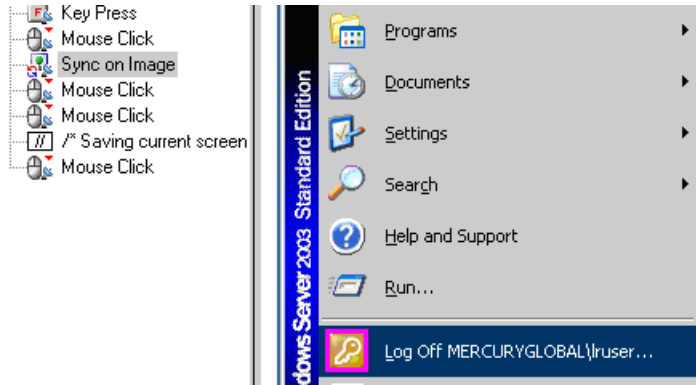 Key Press
Mouse Click
Sync on Image
Mouse Click
Mouse Click
// /* Saving current screen
Mouse Click
dows Server 2003 Standard Edition
Programs
Documents
Settings
Search
Help and Support
Run...
Log Off MERCURYGLOBAL\lruser...